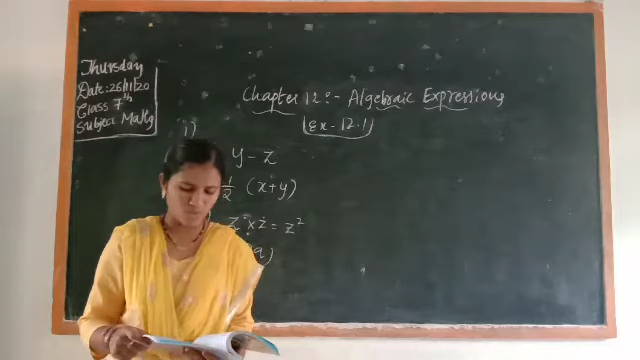 Thursday
Date: 26/11/20
Class 7th
Subject Maths
Chapter 12:- Algebraic Expressions
Ex-12.1
1)
y - z
1/2 (x+y)
z × z = z²